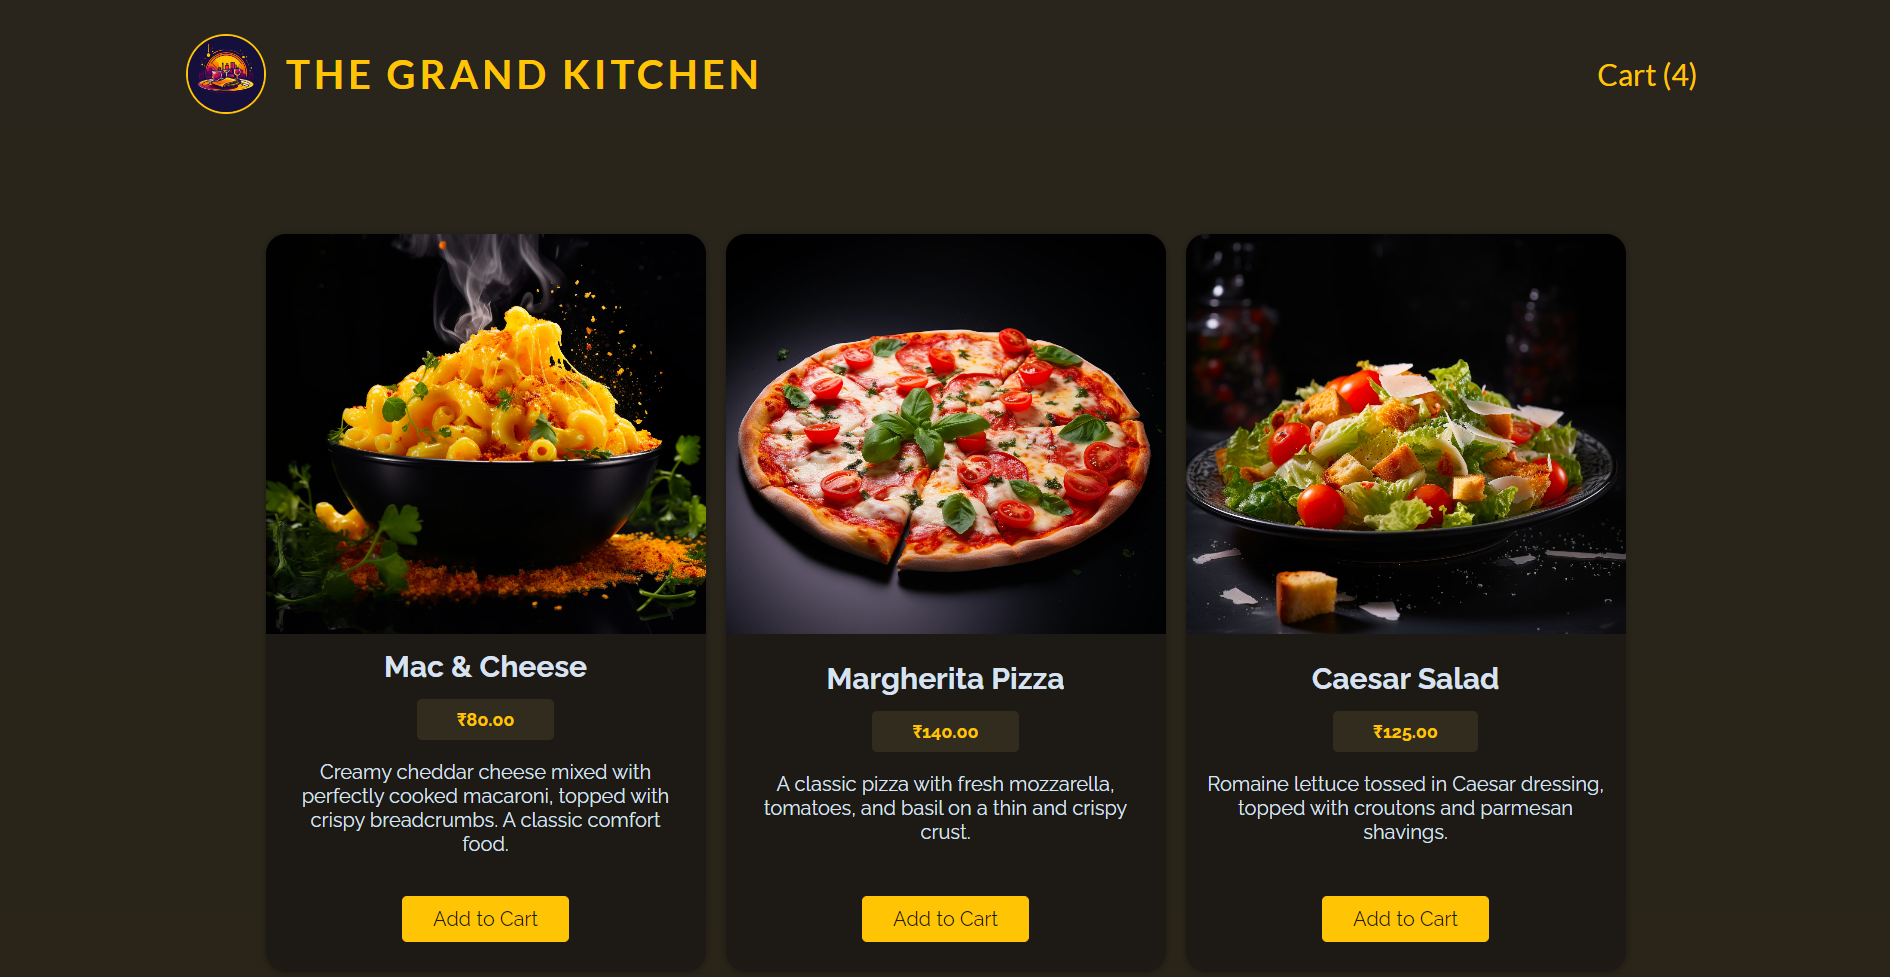 THE GRAND KITCHEN
Cart (4)
Mac & Cheese
₹80.00
Creamy cheddar cheese mixed with
perfectly cooked macaroni, topped with
crispy breadcrumbs. A classic comfort
food.
Add to Cart
Margherita Pizza
₹140.00
A classic pizza with fresh mozzarella,
tomatoes, and basil on a thin and crispy
crust.
Add to Cart
Caesar Salad
₹125.00
Romaine lettuce tossed in Caesar dressing,
topped with croutons and parmesan
shavings.
Add to Cart